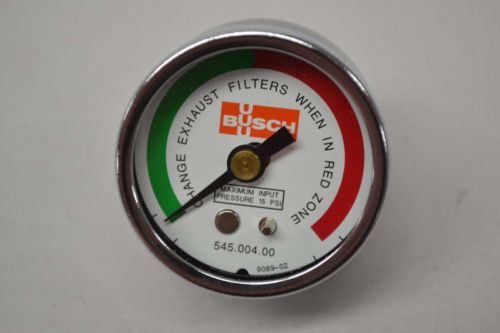 CHANGE EXHAUST FILTERS WHEN IN RED ZONE
U
BUSCH
U
MAXIMUM INPUT
PRESSURE 15 PSI
545.004.00
9089-02